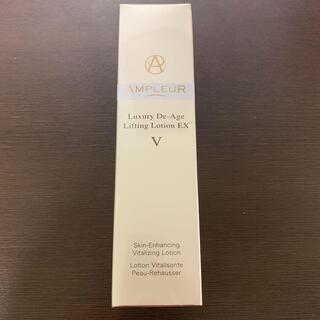 AMPLEUR
Luxury De-Age
Lifting Lotion EX
V
Skin-Enhancing
Vitalizing Lotion
Lotion Vitalisante
Peau-Rehausser